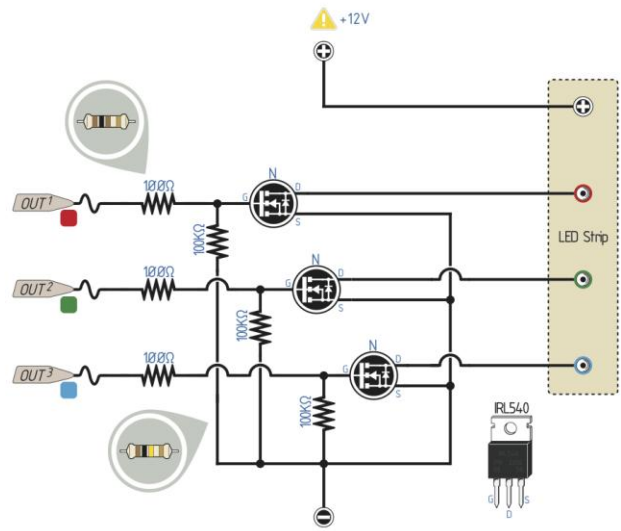 +12V
100Ω
N
G
D
S
OUT¹
100KΩ
LED Strip
100Ω
N
G
D
S
OUT²
100KΩ
100Ω
N
G
D
S
OUT³
100KΩ
IRL540
G
D
S